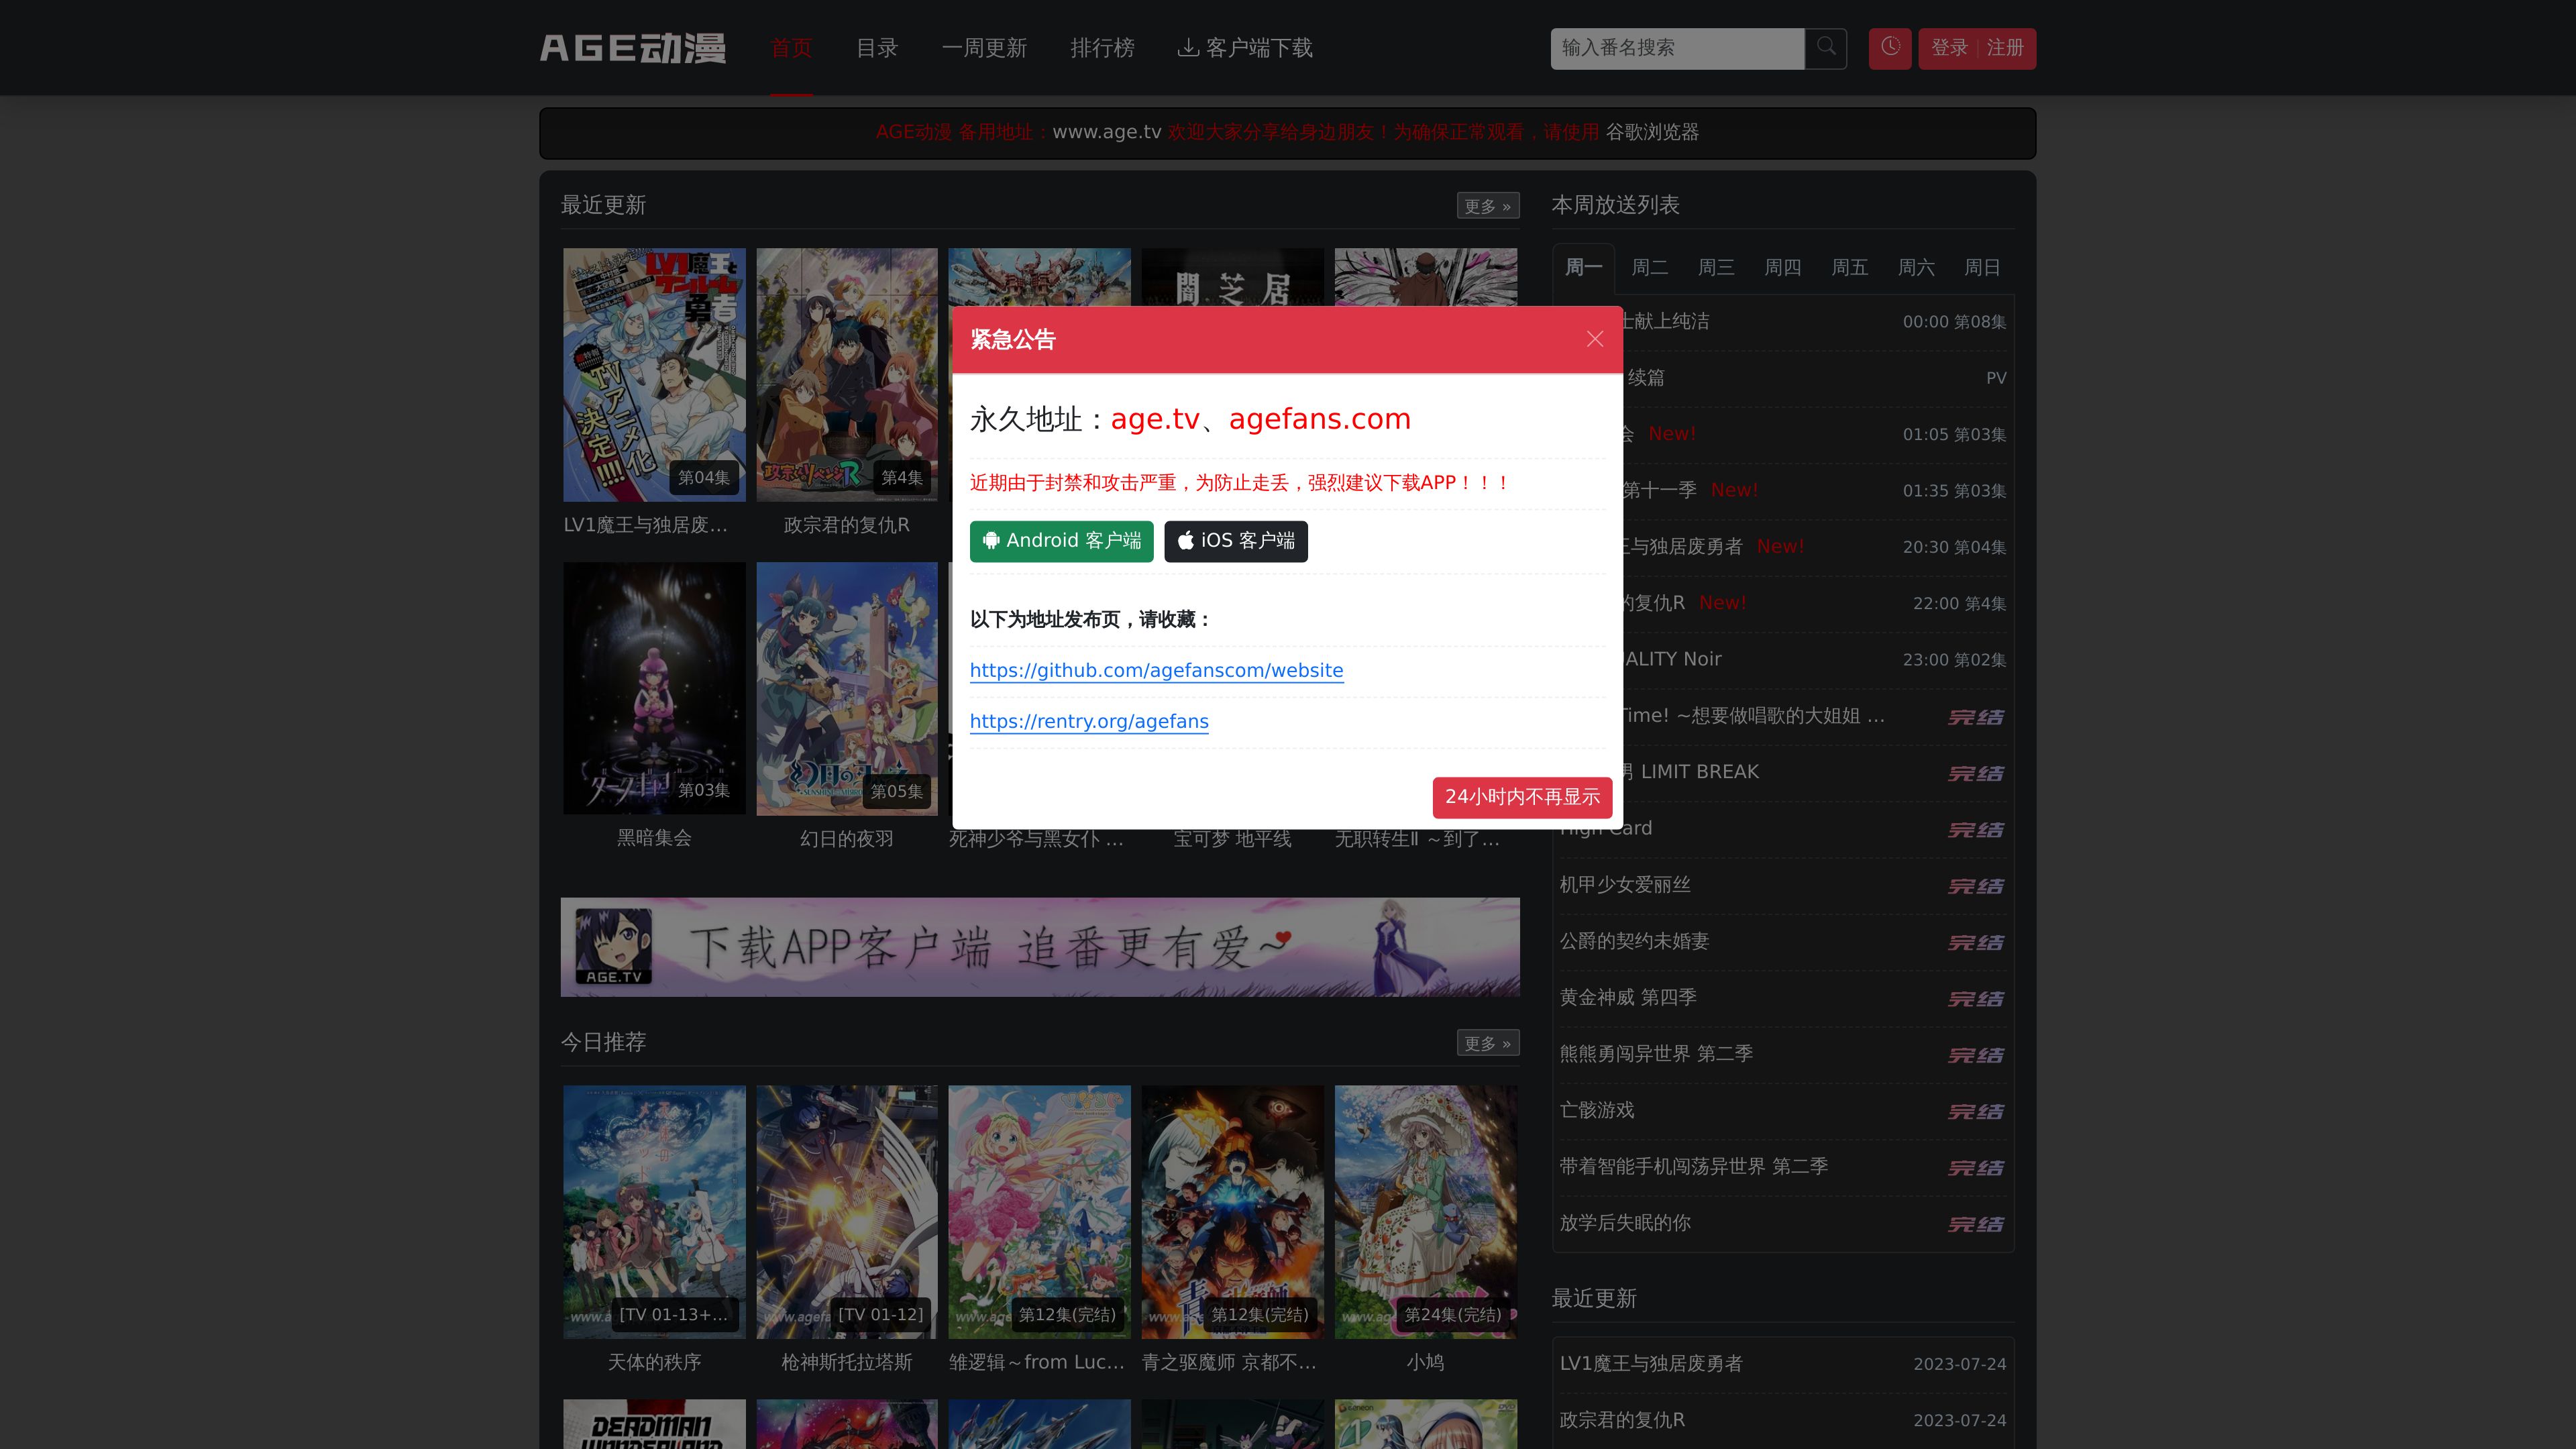 AGE动漫
首页 目录 一周更新 排行榜 客户端下载
输入番名搜索
登录 | 注册
AGE动漫 备用地址：www.age.tv 欢迎大家分享给身边朋友！为确保正常观看，请使用 谷歌浏览器
最近更新
更多 »
闇芝居
第04集
第4集
LV1魔王与独居废...
政宗君的复仇R
第03集
第05集
黑暗集会
幻日的夜羽
死神少爷与黑女仆 ...
宝可梦 地平线
无职转生Ⅱ ～到了...
紧急公告
永久地址：age.tv、agefans.com
近期由于封禁和攻击严重，为防止走丢，强烈建议下载APP！！！
Android 客户端
iOS 客户端
以下为地址发布页，请收藏：
https://github.com/agefanscom/website
https://rentry.org/agefans
24小时内不再显示
下载APP客户端 追番更有爱~
AGE.TV
今日推荐
更多 »
[TV 01-13+...
[TV 01-12]
第12集(完结)
第12集(完结)
第24集(完结)
天体的秩序
枪神斯托拉塔斯
雏逻辑～from Luc...
青之驱魔师 京都不...
小鸠
DEADMAN
本周放送列表
周一 周二 周三 周四 周五 周六 周日
士献上纯洁 00:00 第08集
续篇 PV
会 New! 01:05 第03集
第十一季 New! 01:35 第03集
王与独居废勇者 New! 20:30 第04集
的复仇R New! 22:00 第4集
ALITY Noir 23:00 第02集
Time! ~想要做唱歌的大姐姐 ... 完结
男 LIMIT BREAK 完结
High Card 完结
机甲少女爱丽丝 完结
公爵的契约未婚妻 完结
黄金神威 第四季 完结
熊熊勇闯异世界 第二季 完结
亡骸游戏 完结
带着智能手机闯荡异世界 第二季 完结
放学后失眠的你 完结
最近更新
LV1魔王与独居废勇者 2023-07-24
政宗君的复仇R 2023-07-24